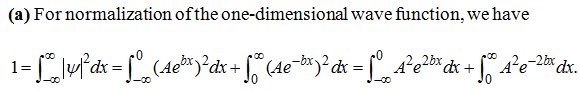 (a) For normalization of the one-dimensional wave function, we have
1 = ∫_{-∞}^{∞} |ψ|² dx = ∫_{-∞}^{0} (Ae^{bx})² dx + ∫_{0}^{∞} (Ae^{-bx})² dx = ∫_{-∞}^{0} A²e^{2bx} dx + ∫_{0}^{∞} A²e^{-2bx} dx.